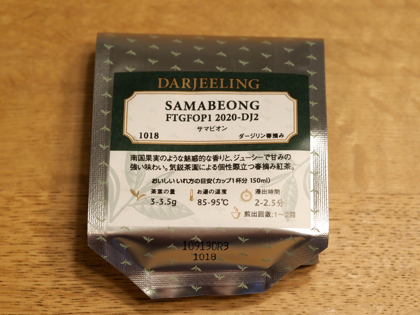 DARJEELING
SAMABEONG
FTGFOP1 2020-DJ2
サマビオン
1018 ダージリン春摘み
南国果実のような魅惑的な香りと、ジューシーで甘みの
強い味わい。気鋭茶園による個性際立つ春摘み紅茶。
おいしいいれ方の目安(カップ1杯分 150ml)
茶葉の量 お湯の温度 浸出時間
3-3.5g 85-95℃ 2-2.5分
煎出回数:1~2回
1018